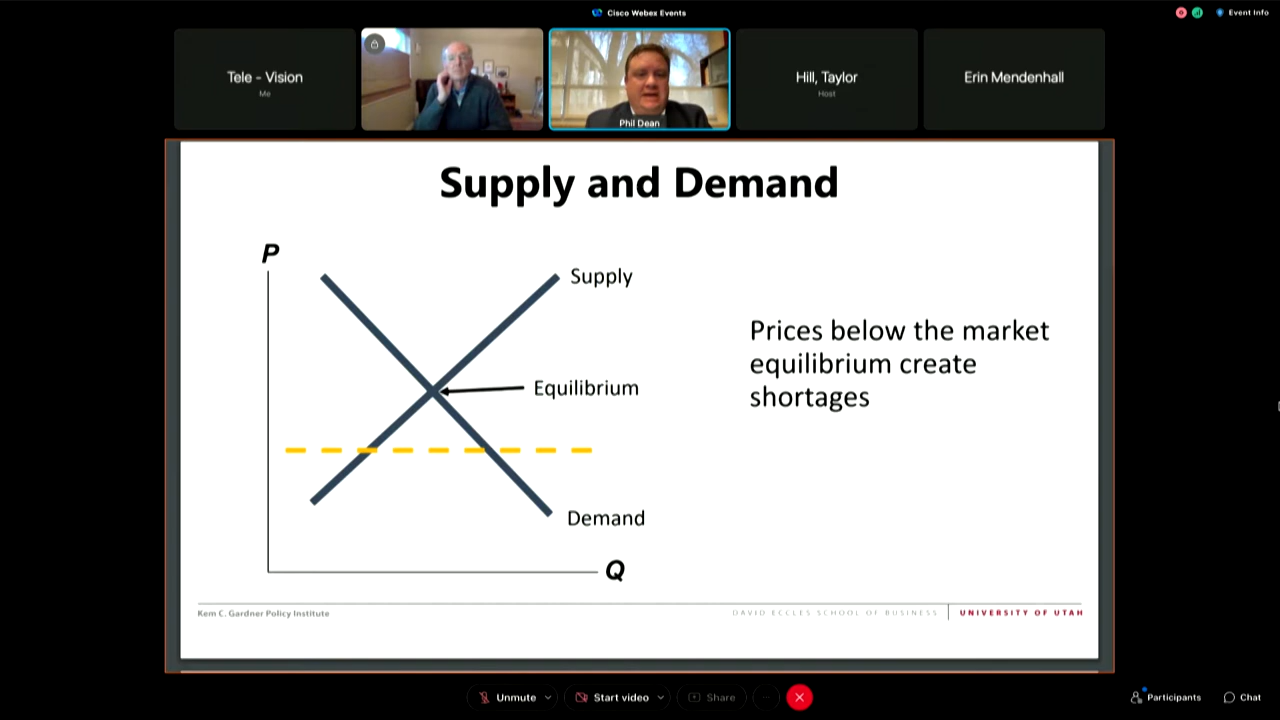 Cisco Webex Events
Event Info
Tele - Vision
Me
Phil Dean
Hill, Taylor
Host
Erin Mendenhall
Supply and Demand
P
Supply
Prices below the market
equilibrium create
shortages
Equilibrium
Demand
Q
Kem C. Gardner Policy Institute
DAVID ECCLES SCHOOL OF BUSINESS
UNIVERSITY OF UTAH
Unmute
Start video
Share
Participants
Chat